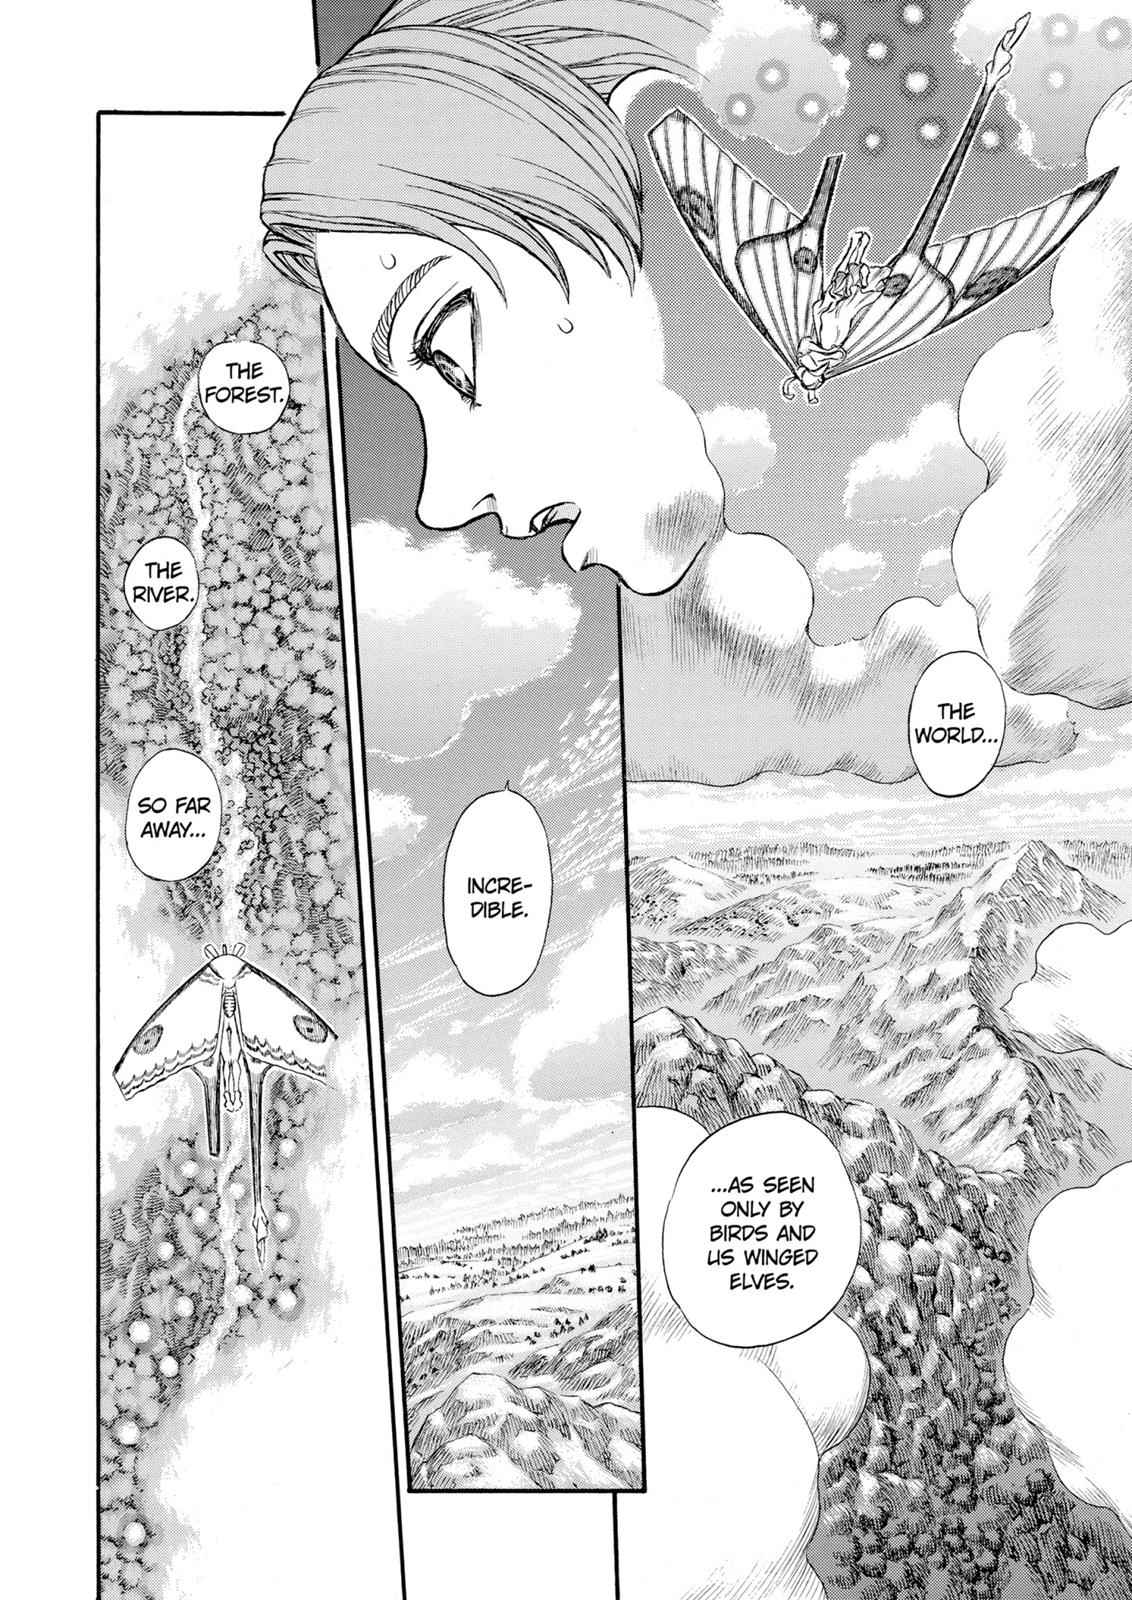 THE
WORLD...
...AS SEEN
ONLY BY
BIRDS AND
US WINGED
ELVES.
INCRE-
DIBLE.
THE
FOREST.
THE
RIVER.
SO FAR
AWAY...